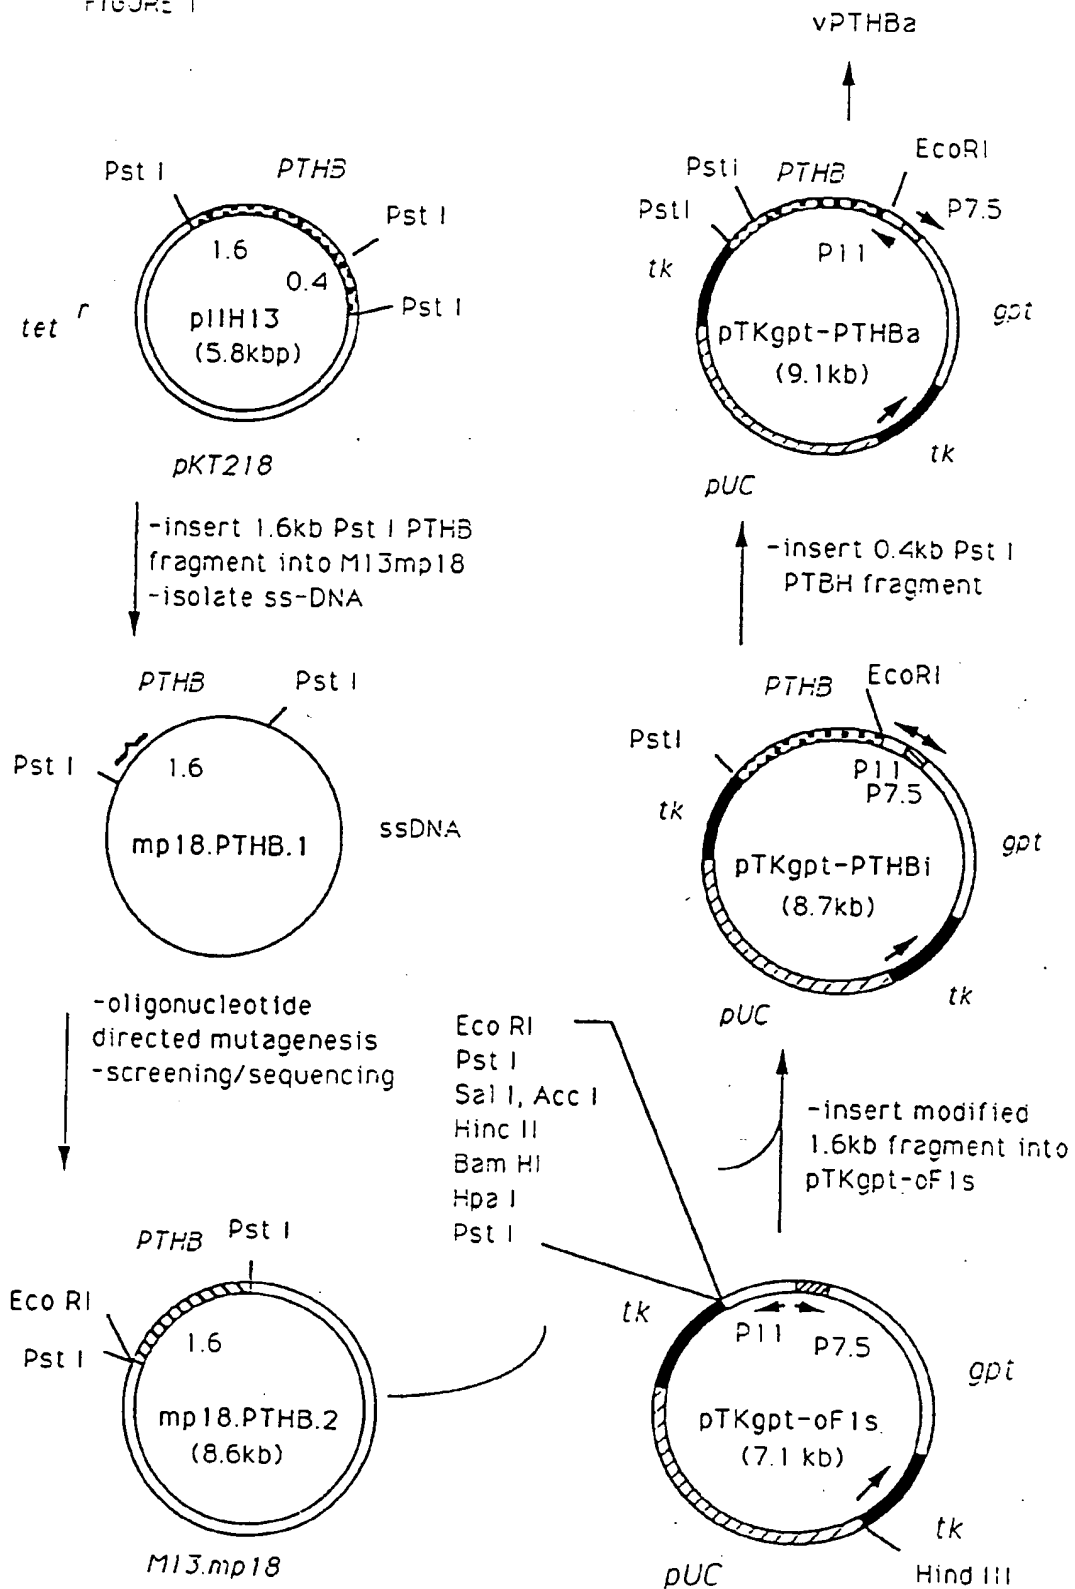 FIGURE 1
Pst I
PTHB
Pst I
1.6
0.4
Pst I
tet r
pIIH13
(5.8kbp)
pKT218
-insert 1.6kb Pst I PTHB
fragment into M13mp18
-isolate ss-DNA
PTHB
Pst I
Pst I
1.6
mp18.PTHB.1
ssDNA
-oligonucleotide
directed mutagenesis
-screening/sequencing
PTHB
Pst I
Eco RI
Pst I
1.6
mp18.PTHB.2
(8.6kb)
M13.mp18
Eco RI
Pst I
Sal I, Acc I
Hinc II
Bam HI
Hpa I
Pst I
tk
P11
P7.5
gpt
pTKgpt-oF1s
(7.1 kb)
tk
Hind III
pUC
-insert modified
1.6kb fragment into
pTKgpt-oF1s
PTHB
EcoRI
PstI
P11
P7.5
tk
gpt
pTKgpt-PTHBi
(8.7kb)
tk
pUC
-insert 0.4kb Pst I
PTBH fragment
PstI
PTHB
EcoRI
PstI
P7.5
P11
tk
gpt
pTKgpt-PTHBa
(9.1kb)
tk
pUC
vPTHBa